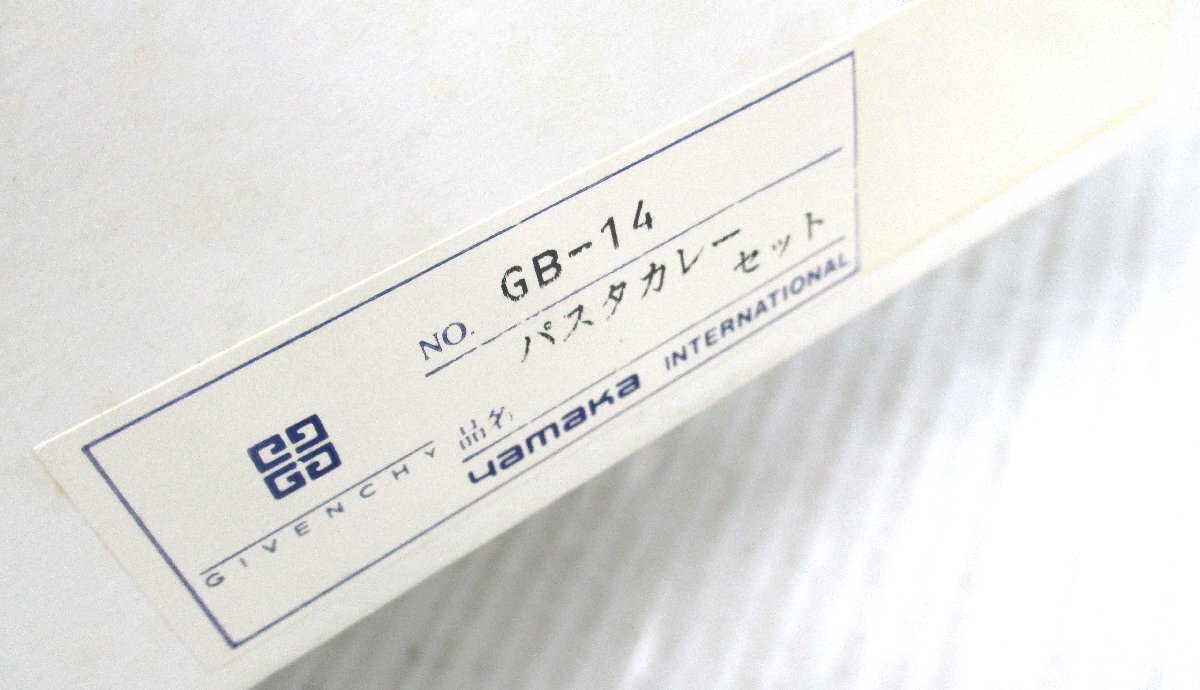 GIVENCHY
NO. GB-14
品名 パスタカレー
セット
yamaka INTERNATIONAL